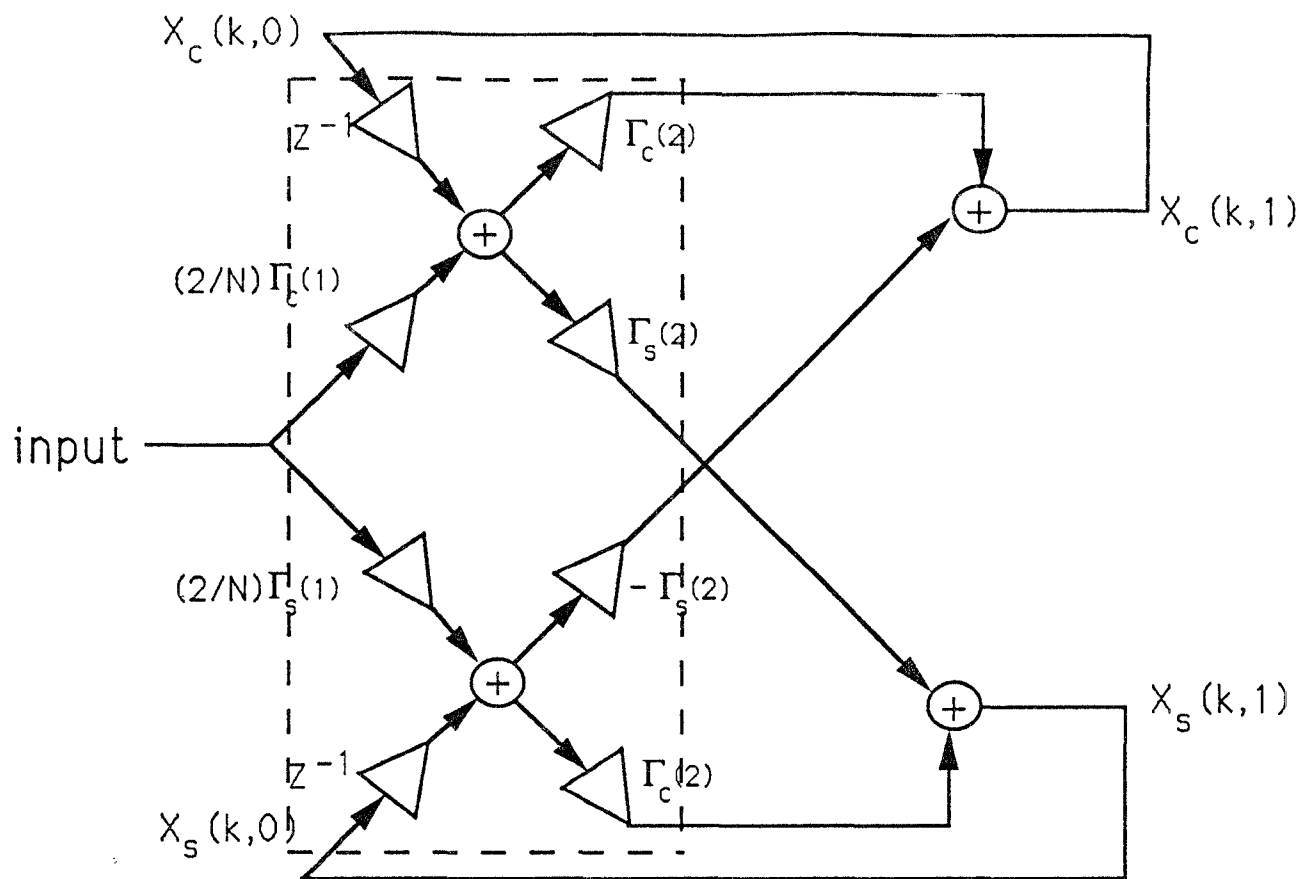 X_c(k,0)
Z^-1
Γ_c(2)
+
+
X_c(k,1)
(2/N)Γ_c(1)
Γ_s(2)
input
(2/N)Γ_s(1)
-Γ_s(2)
+
+
X_s(k,1)
Z^-1
Γ_c(2)
X_s(k,0)